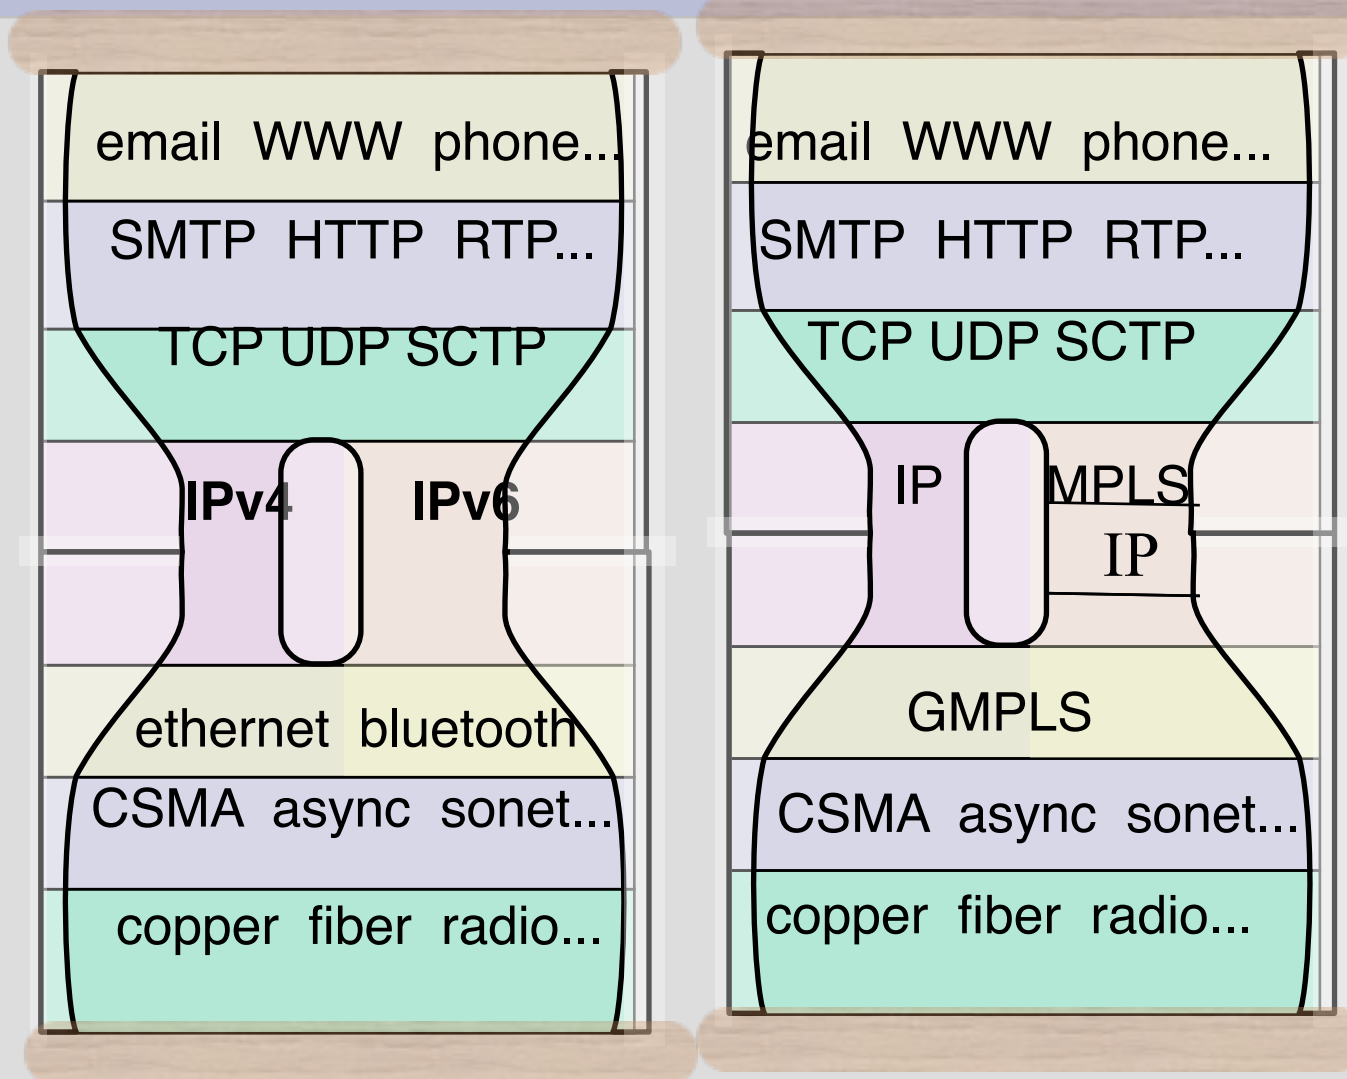 email WWW phone...
SMTP HTTP RTP...
TCP UDP SCTP
IPv4 IPv6
ethernet bluetooth
CSMA async sonet...
copper fiber radio...
email WWW phone...
SMTP HTTP RTP...
TCP UDP SCTP
IP MPLS
IP
GMPLS
CSMA async sonet...
copper fiber radio...